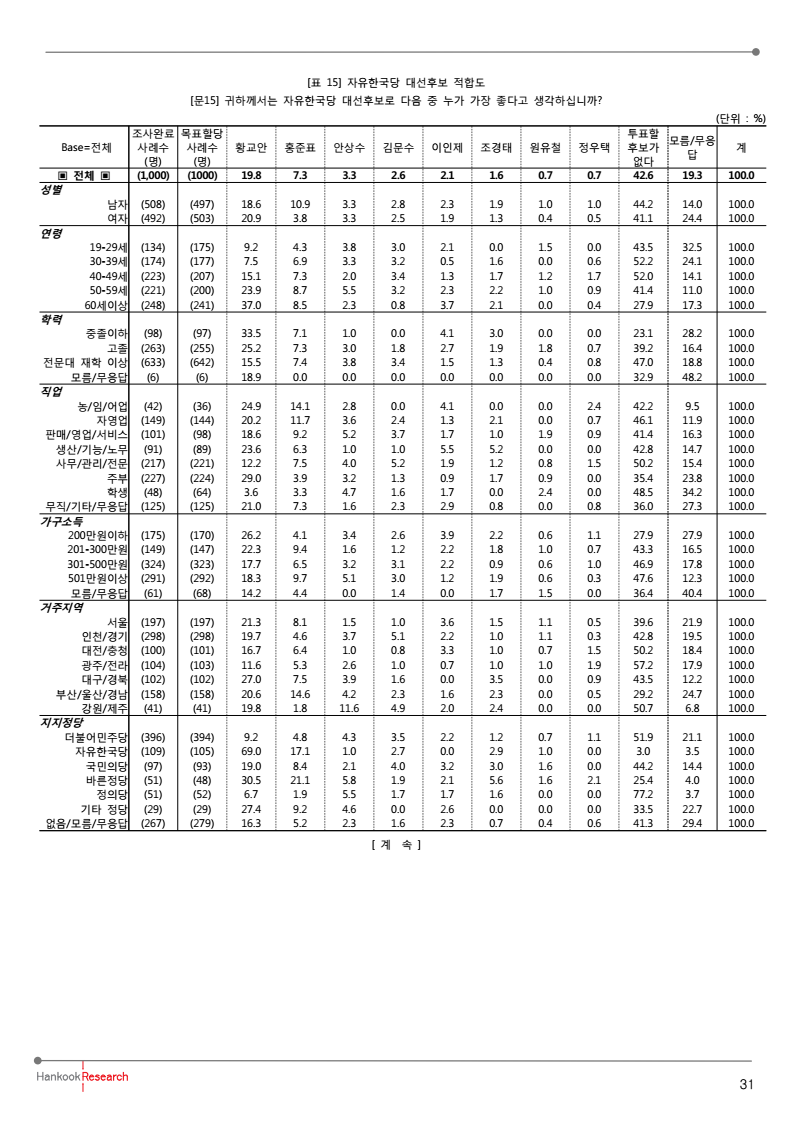 [표 15] 자유한국당 대선후보 적합도
[문15] 귀하께서는 자유한국당 대선후보로 다음 중 누가 가장 좋다고 생각하십니까?
(단위 : %)
Base=전체 조사완료 사례수 (명) 목표할당 사례수 (명) 황교안 홍준표 안상수 김문수 이인제 조경태 원유철 정우택 투표할 후보가 없다 모름/무응답 계
▣ 전체 ▣ (1,000) (1000) 19.8 7.3 3.3 2.6 2.1 1.6 0.7 0.7 42.6 19.3 100.0
성별
남자 (508) (497) 18.6 10.9 3.3 2.8 2.3 1.9 1.0 1.0 44.2 14.0 100.0
여자 (492) (503) 20.9 3.8 3.3 2.5 1.9 1.3 0.4 0.5 41.1 24.4 100.0
연령
19-29세 (134) (175) 9.2 4.3 3.8 3.0 2.1 0.0 1.5 0.0 43.5 32.5 100.0
30-39세 (174) (177) 7.5 6.9 3.3 3.2 0.5 1.6 0.0 0.6 52.2 24.1 100.0
40-49세 (223) (207) 15.1 7.3 2.0 3.4 1.3 1.7 1.2 1.7 52.0 14.1 100.0
50-59세 (221) (200) 23.9 8.7 5.5 3.2 2.3 2.2 1.0 0.9 41.4 11.0 100.0
60세이상 (248) (241) 37.0 8.5 2.3 0.8 3.7 2.1 0.0 0.4 27.9 17.3 100.0
학력
중졸이하 (98) (97) 33.5 7.1 1.0 0.0 4.1 3.0 0.0 0.0 23.1 28.2 100.0
고졸 (263) (255) 25.2 7.3 3.0 1.8 2.7 1.9 1.8 0.7 39.2 16.4 100.0
전문대 재학 이상 (633) (642) 15.5 7.4 3.8 3.4 1.5 1.3 0.4 0.8 47.0 18.8 100.0
모름/무응답 (6) (6) 18.9 0.0 0.0 0.0 0.0 0.0 0.0 0.0 32.9 48.2 100.0
직업
농/임/어업 (42) (36) 24.9 14.1 2.8 0.0 4.1 0.0 0.0 2.4 42.2 9.5 100.0
자영업 (149) (144) 20.2 11.7 3.6 2.4 1.3 2.1 0.0 0.7 46.1 11.9 100.0
판매/영업/서비스 (101) (98) 18.6 9.2 5.2 3.7 1.7 1.0 1.9 0.9 41.4 16.3 100.0
생산/기능/노무 (91) (89) 23.6 6.3 1.0 1.0 5.5 5.2 0.0 0.0 42.8 14.7 100.0
사무/관리/전문 (217) (221) 12.2 7.5 4.0 5.2 1.9 1.2 0.8 1.5 50.2 15.4 100.0
주부 (227) (224) 29.0 3.9 3.2 1.3 0.9 1.7 0.9 0.0 35.4 23.8 100.0
학생 (48) (64) 3.6 3.3 4.7 1.6 1.7 0.0 2.4 0.0 48.5 34.2 100.0
무직/기타/무응답 (125) (125) 21.0 7.3 1.6 2.3 2.9 0.8 0.0 0.8 36.0 27.3 100.0
가구소득
200만원이하 (175) (170) 26.2 4.1 3.4 2.6 3.9 2.2 0.6 1.1 27.9 27.9 100.0
201-300만원 (149) (147) 22.3 9.4 1.6 1.2 2.2 1.8 1.0 0.7 43.3 16.5 100.0
301-500만원 (324) (323) 17.7 6.5 3.2 3.1 2.2 0.9 0.6 1.0 46.9 17.8 100.0
501만원이상 (291) (292) 18.3 9.7 5.1 3.0 1.2 1.9 0.6 0.3 47.6 12.3 100.0
모름/무응답 (61) (68) 14.2 4.4 0.0 1.4 0.0 1.7 1.5 0.0 36.4 40.4 100.0
거주지역
서울 (197) (197) 21.3 8.1 1.5 1.0 3.6 1.5 1.1 0.5 39.6 21.9 100.0
인천/경기 (298) (298) 19.7 4.6 3.7 5.1 2.2 1.0 1.1 0.3 42.8 19.5 100.0
대전/충청 (100) (101) 16.7 6.4 1.0 0.8 3.3 1.0 0.7 1.5 50.2 18.4 100.0
광주/전라 (104) (103) 11.6 5.3 2.6 1.0 0.7 1.0 1.0 1.9 57.2 17.9 100.0
대구/경북 (102) (102) 27.0 7.5 3.9 1.6 0.0 3.5 0.0 0.9 43.5 12.2 100.0
부산/울산/경남 (158) (158) 20.6 14.6 4.2 2.3 1.6 2.3 0.0 0.5 29.2 24.7 100.0
강원/제주 (41) (41) 19.8 1.8 11.6 4.9 2.0 2.4 0.0 0.0 50.7 6.8 100.0
지지정당
더불어민주당 (396) (394) 9.2 4.8 4.3 3.5 2.2 1.2 0.7 1.1 51.9 21.1 100.0
자유한국당 (109) (105) 69.0 17.1 1.0 2.7 0.0 2.9 1.0 0.0 3.0 3.5 100.0
국민의당 (97) (93) 19.0 8.4 2.1 4.0 3.2 3.0 1.6 0.0 44.2 14.4 100.0
바른정당 (51) (48) 30.5 21.1 5.8 1.9 2.1 5.6 1.6 2.1 25.4 4.0 100.0
정의당 (51) (52) 6.7 1.9 5.5 1.7 1.7 1.6 0.0 0.0 77.2 3.7 100.0
기타 정당 (29) (29) 27.4 9.2 4.6 0.0 2.6 0.0 0.0 0.0 33.5 22.7 100.0
없음/모름/무응답 (267) (279) 16.3 5.2 2.3 1.6 2.3 0.7 0.4 0.6 41.3 29.4 100.0
[ 계 속 ]
Hankook Research
31